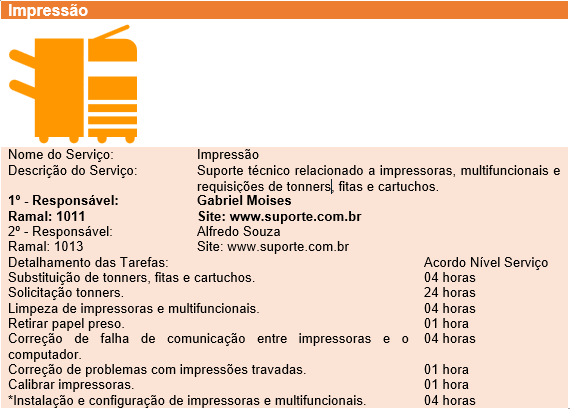 Impressão
Nome do Serviço: Impressão
Descrição do Serviço: Suporte técnico relacionado a impressoras, multifuncionais e
requisições de tonners, fitas e cartuchos.
1º - Responsável: Gabriel Moises
Ramal: 1011 Site: www.suporte.com.br
2º - Responsável: Alfredo Souza
Ramal: 1013 Site: www.suporte.com.br
Detalhamento das Tarefas: Acordo Nível Serviço
Substituição de tonners, fitas e cartuchos. 04 horas
Solicitação tonners. 24 horas
Limpeza de impressoras e multifuncionais. 04 horas
Retirar papel preso. 01 hora
Correção de falha de comunicação entre impressoras e o 04 horas
computador.
Correção de problemas com impressões travadas. 01 hora
Calibrar impressoras. 01 hora
*Instalação e configuração de impressoras e multifuncionais. 04 horas